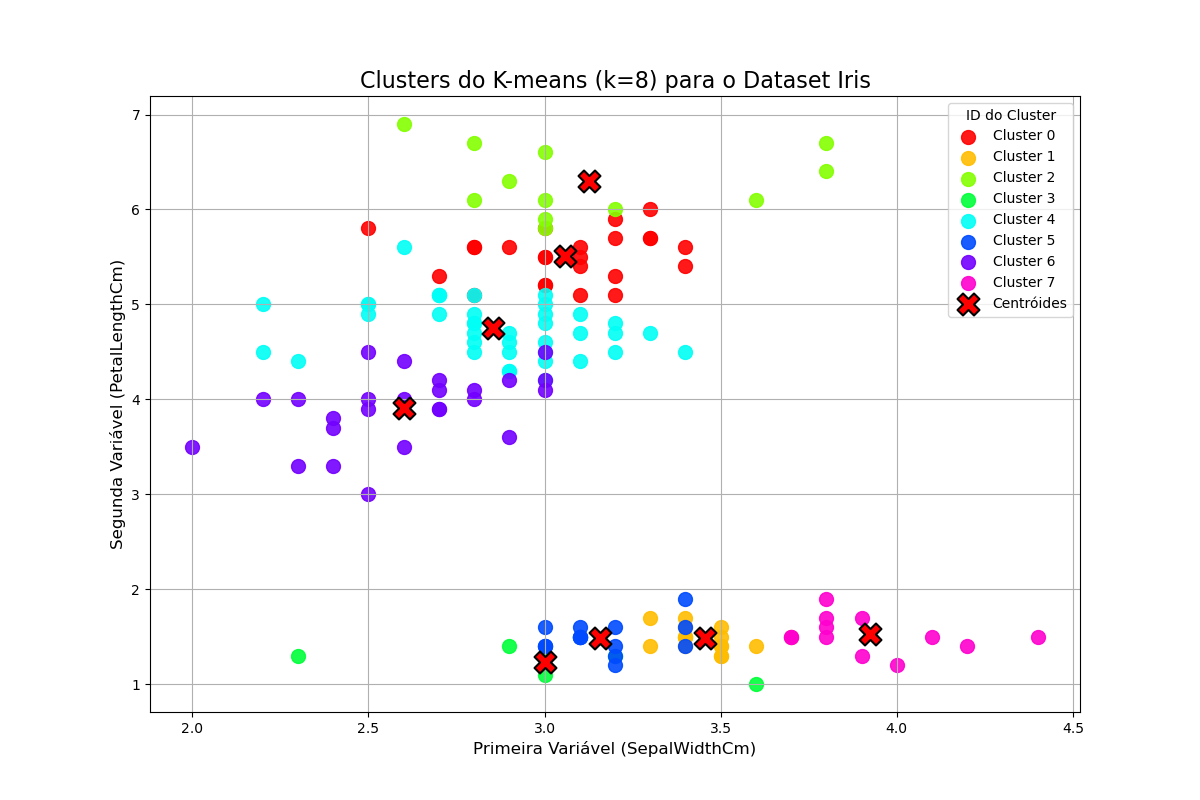 Clusters do K-means (k=8) para o Dataset Iris
ID do Cluster
Cluster 0
Cluster 1
Cluster 2
Cluster 3
Cluster 4
Cluster 5
Cluster 6
Cluster 7
Centróides
Segunda Variável (PetalLengthCm)
7
6
5
4
3
2
1
2.0 2.5 3.0 3.5 4.0 4.5
Primeira Variável (SepalWidthCm)